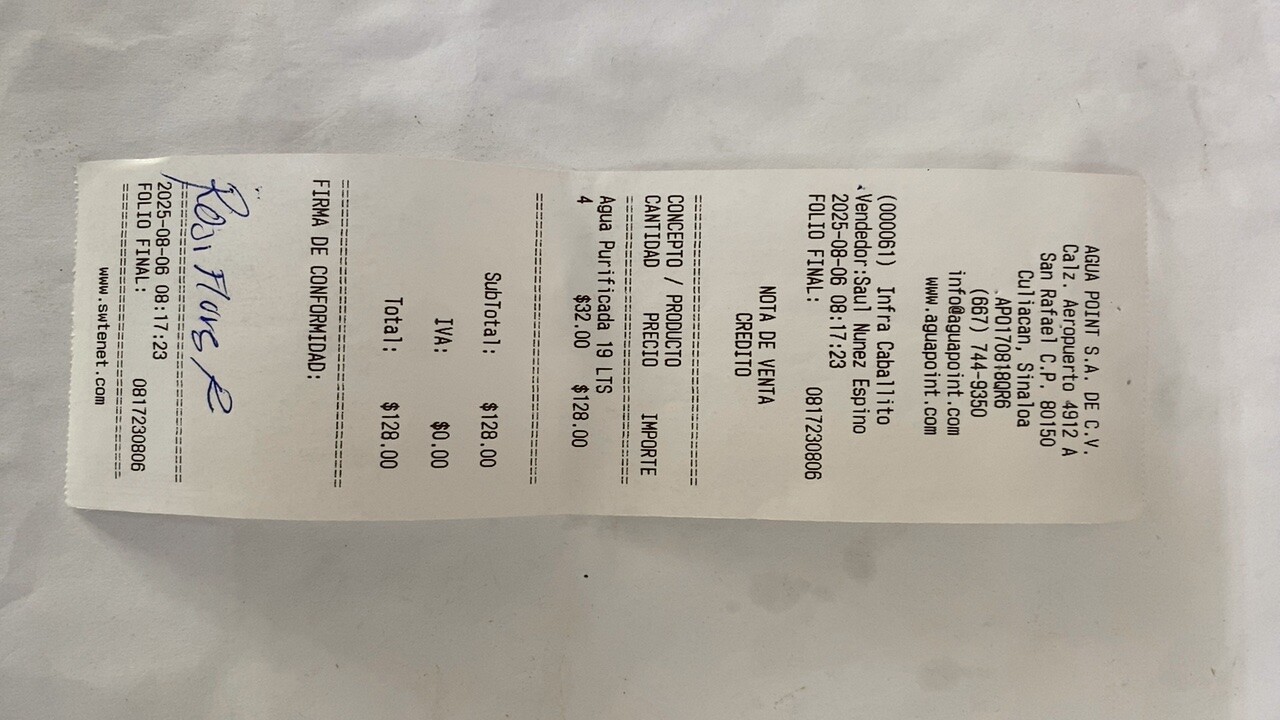 AGUA POINT S.A. DE C.V.
Calz. Aeropuerto 4912 A
San Rafael C.P. 80150
Culiacan, Sinaloa
APO170818QR6
(667) 744-9350
info@aguapoint.com
www.aguapoint.com
(000061) Infra Caballito
Vendedor:Saul Nunez Espino
2025-08-06 08:17:23
FOLIO FINAL: 0817230806
NOTA DE VENTA
CREDITO
CONCEPTO / PRODUCTO
CANTIDAD PRECIO IMPORTE
Agua Purificada 19 LTS
4 $32.00 $128.00
SubTotal: $128.00
IVA: $0.00
Total: $128.00
FIRMA DE CONFORMIDAD:
Rosi Flores R
2025-08-06 08:17:23
FOLIO FINAL: 0817230806
www.swtenet.com